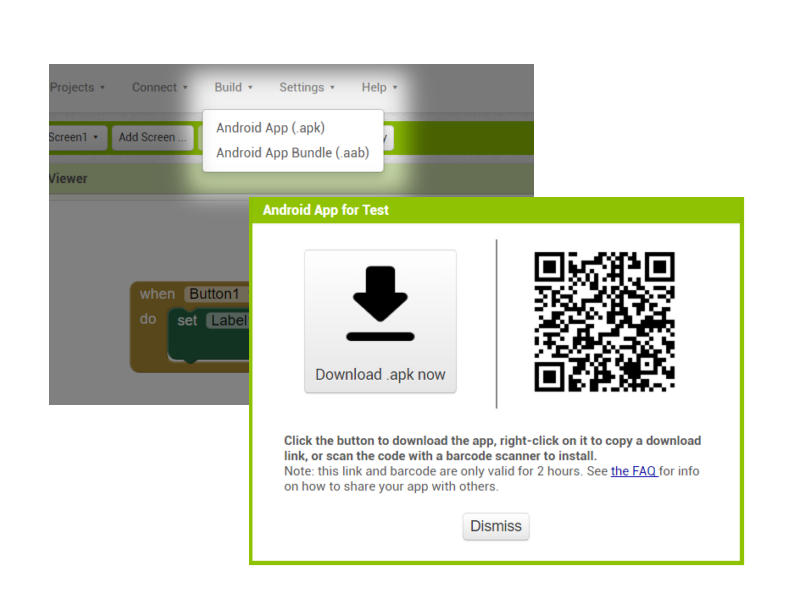 Projects Connect Build Settings Help
Screen1 Add Screen ...
Android App (.apk)
Android App Bundle (.aab)
Viewer
when Button1
do set Label
Android App for Test
Download .apk now
Click the button to download the app, right-click on it to copy a download
link, or scan the code with a barcode scanner to install.
Note: this link and barcode are only valid for 2 hours. See the FAQ for info
on how to share your app with others.
Dismiss